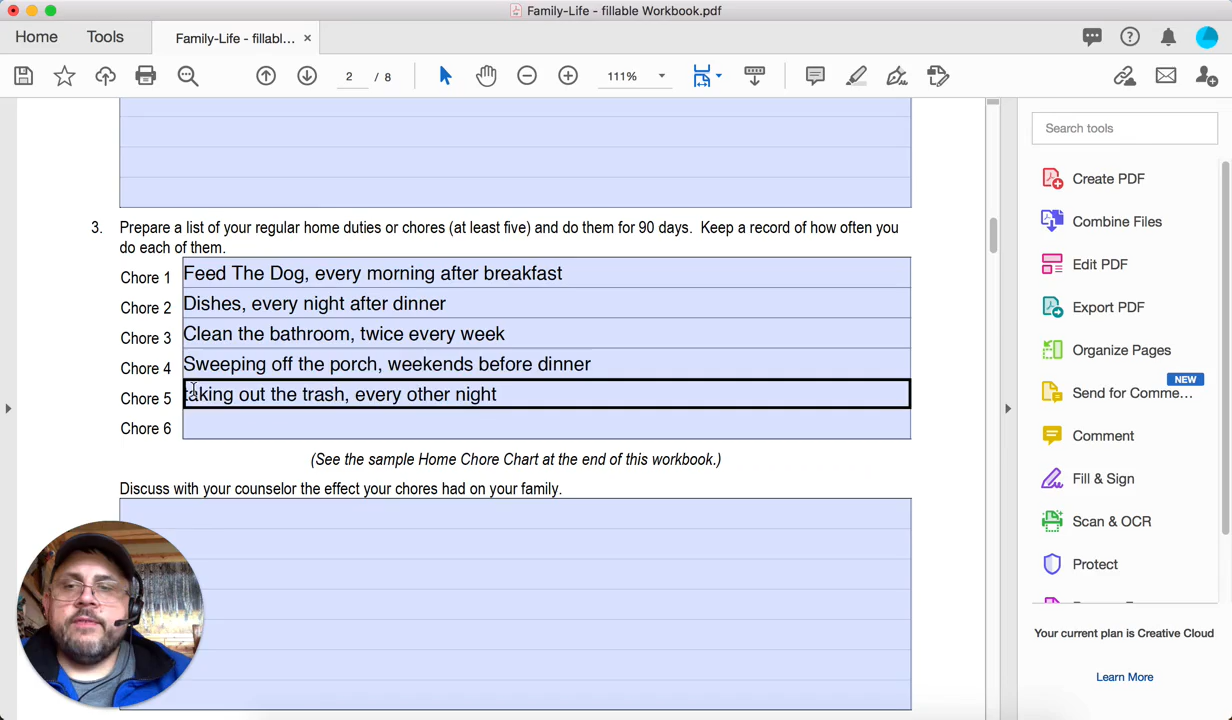 Family-Life - fillable Workbook.pdf
Home
Tools
Family-Life - fillabl...
2 / 8
111%
Search tools
Create PDF
Combine Files
Edit PDF
Export PDF
Organize Pages
NEW
Send for Comme...
Comment
Fill & Sign
Scan & OCR
Protect
Your current plan is Creative Cloud
Learn More
3. Prepare a list of your regular home duties or chores (at least five) and do them for 90 days. Keep a record of how often you
do each of them.
Chore 1 Feed The Dog, every morning after breakfast
Chore 2 Dishes, every night after dinner
Chore 3 Clean the bathroom, twice every week
Chore 4 Sweeping off the porch, weekends before dinner
Chore 5 taking out the trash, every other night
Chore 6
(See the sample Home Chore Chart at the end of this workbook.)
Discuss with your counselor the effect your chores had on your family.